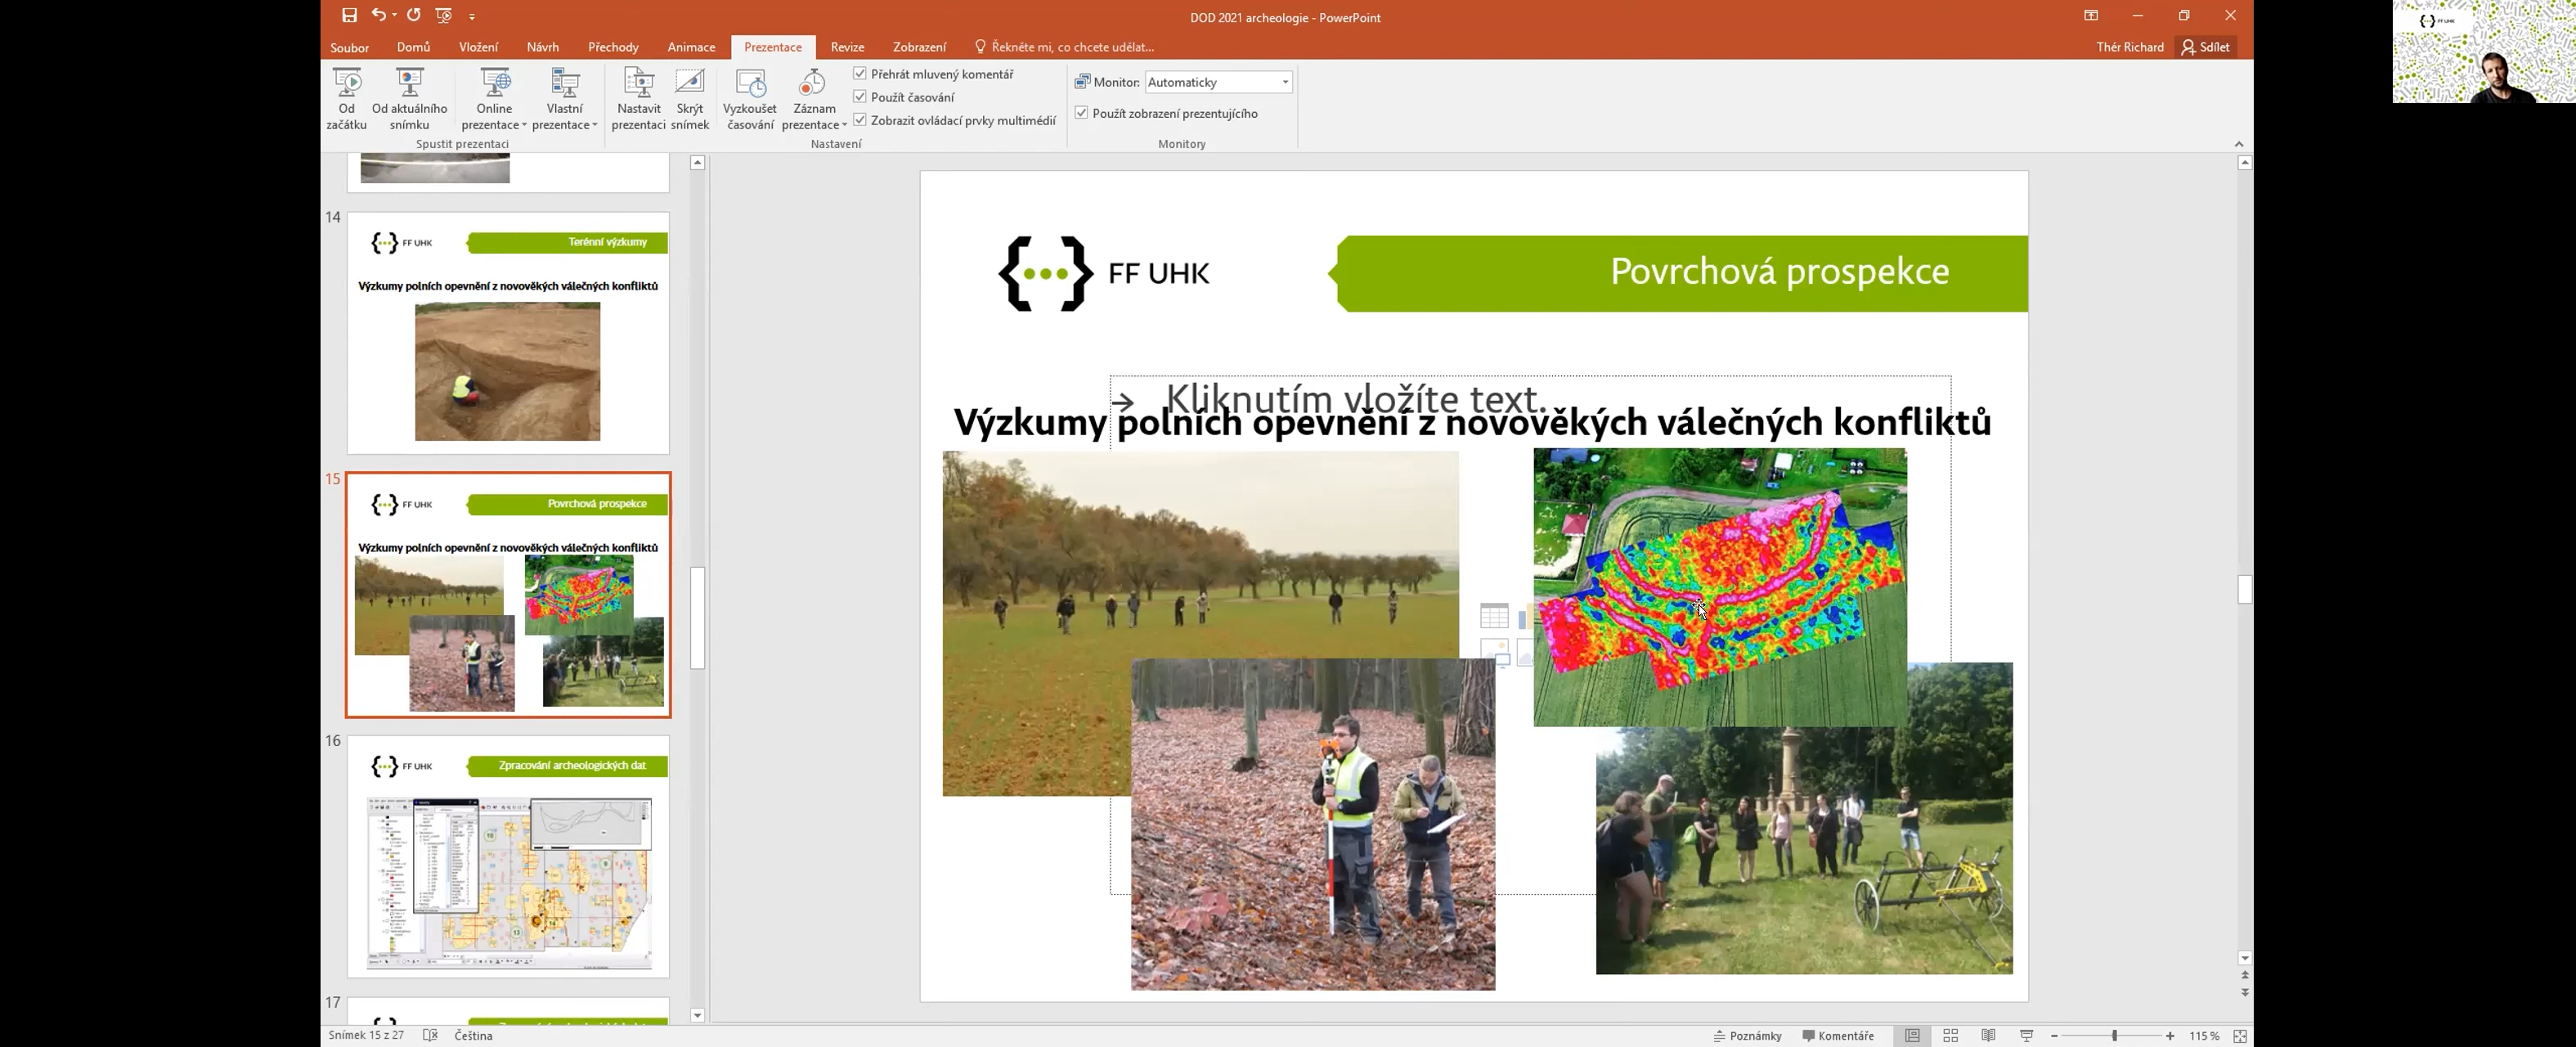 DOD 2021 archeologie - PowerPoint
Soubor Domů Vložení Návrh Přechody Animace Prezentace Revize Zobrazení Řekněte mi, co chcete udělat... Thér Richard Sdílet
Od začátku
Od aktuálního snímku
Online prezentace
Vlastní prezentace
Spustit prezentaci
Nastavit prezentaci
Skrýt snímek
Vyzkoušet časování
Záznam prezentace
Přehrát mluvený komentář
Použít časování
Zobrazit ovládací prvky multimédií
Nastavení
Monitor: Automaticky
Použít zobrazení prezentujícího
Monitory
14
FF UHK
Terénní výzkumy
Výzkumy polních opevnění z novověkých válečných konfliktů
15
FF UHK
Povrchová prospekce
Výzkumy polních opevnění z novověkých válečných konfliktů
16
FF UHK
Zpracování archeologických dat
17
FF UHK
Povrchová prospekce
→ Kliknutím vložíte text.
Výzkumy polních opevnění z novověkých válečných konfliktů
Snímek 15 z 27 Čeština Poznámky Komentáře 115 %
FF UHK